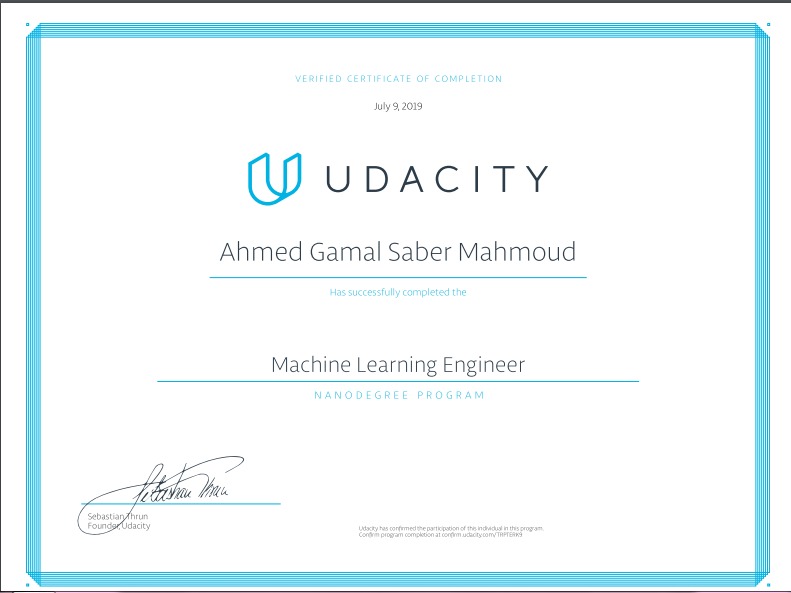 VERIFIED CERTIFICATE OF COMPLETION
July 9, 2019
UDACITY
Ahmed Gamal Saber Mahmoud
Has successfully completed the
Machine Learning Engineer
NANODEGREE PROGRAM
Sebastian Thrun
Sebastian Thrun
Founder, Udacity
Udacity has confirmed the participation of this individual in this program.
Confirm program completion at confirm.udacity.com/TRPTERK9